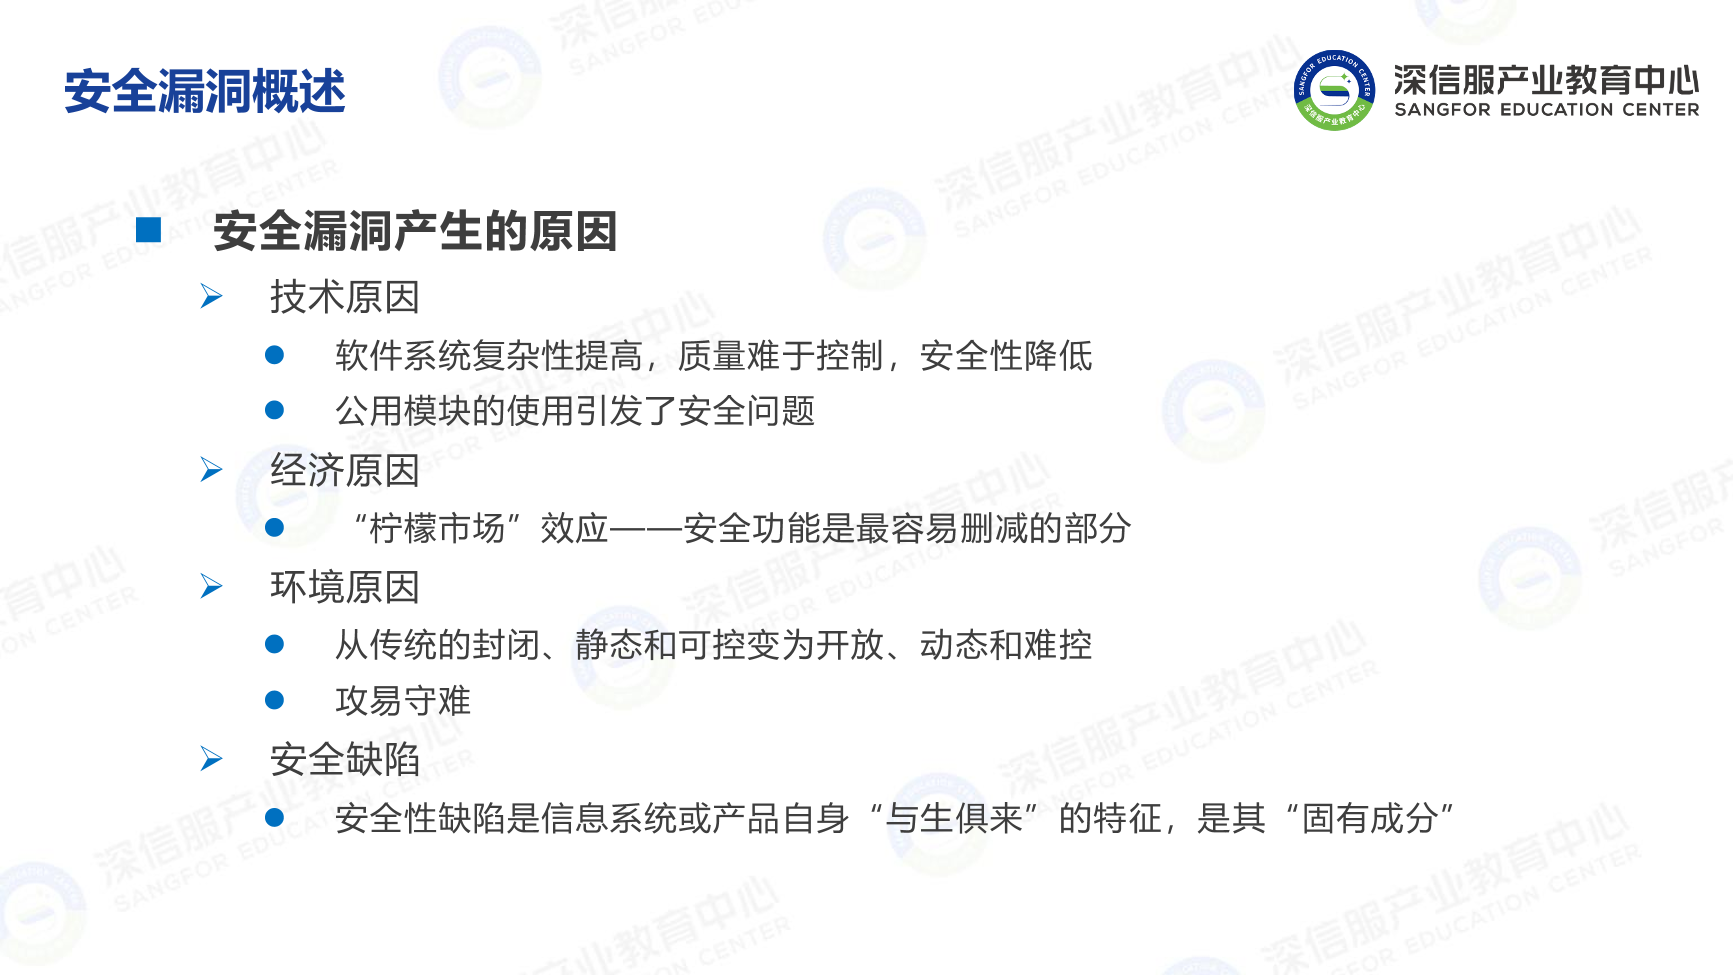 安全漏洞概述
深信服产业教育中心
SANGFOR EDUCATION CENTER
安全漏洞产生的原因
技术原因
软件系统复杂性提高，质量难于控制，安全性降低
公用模块的使用引发了安全问题
经济原因
“柠檬市场”效应——安全功能是最容易删减的部分
环境原因
从传统的封闭、静态和可控变为开放、动态和难控
攻易守难
安全缺陷
安全性缺陷是信息系统或产品自身“与生俱来”的特征，是其“固有成分”